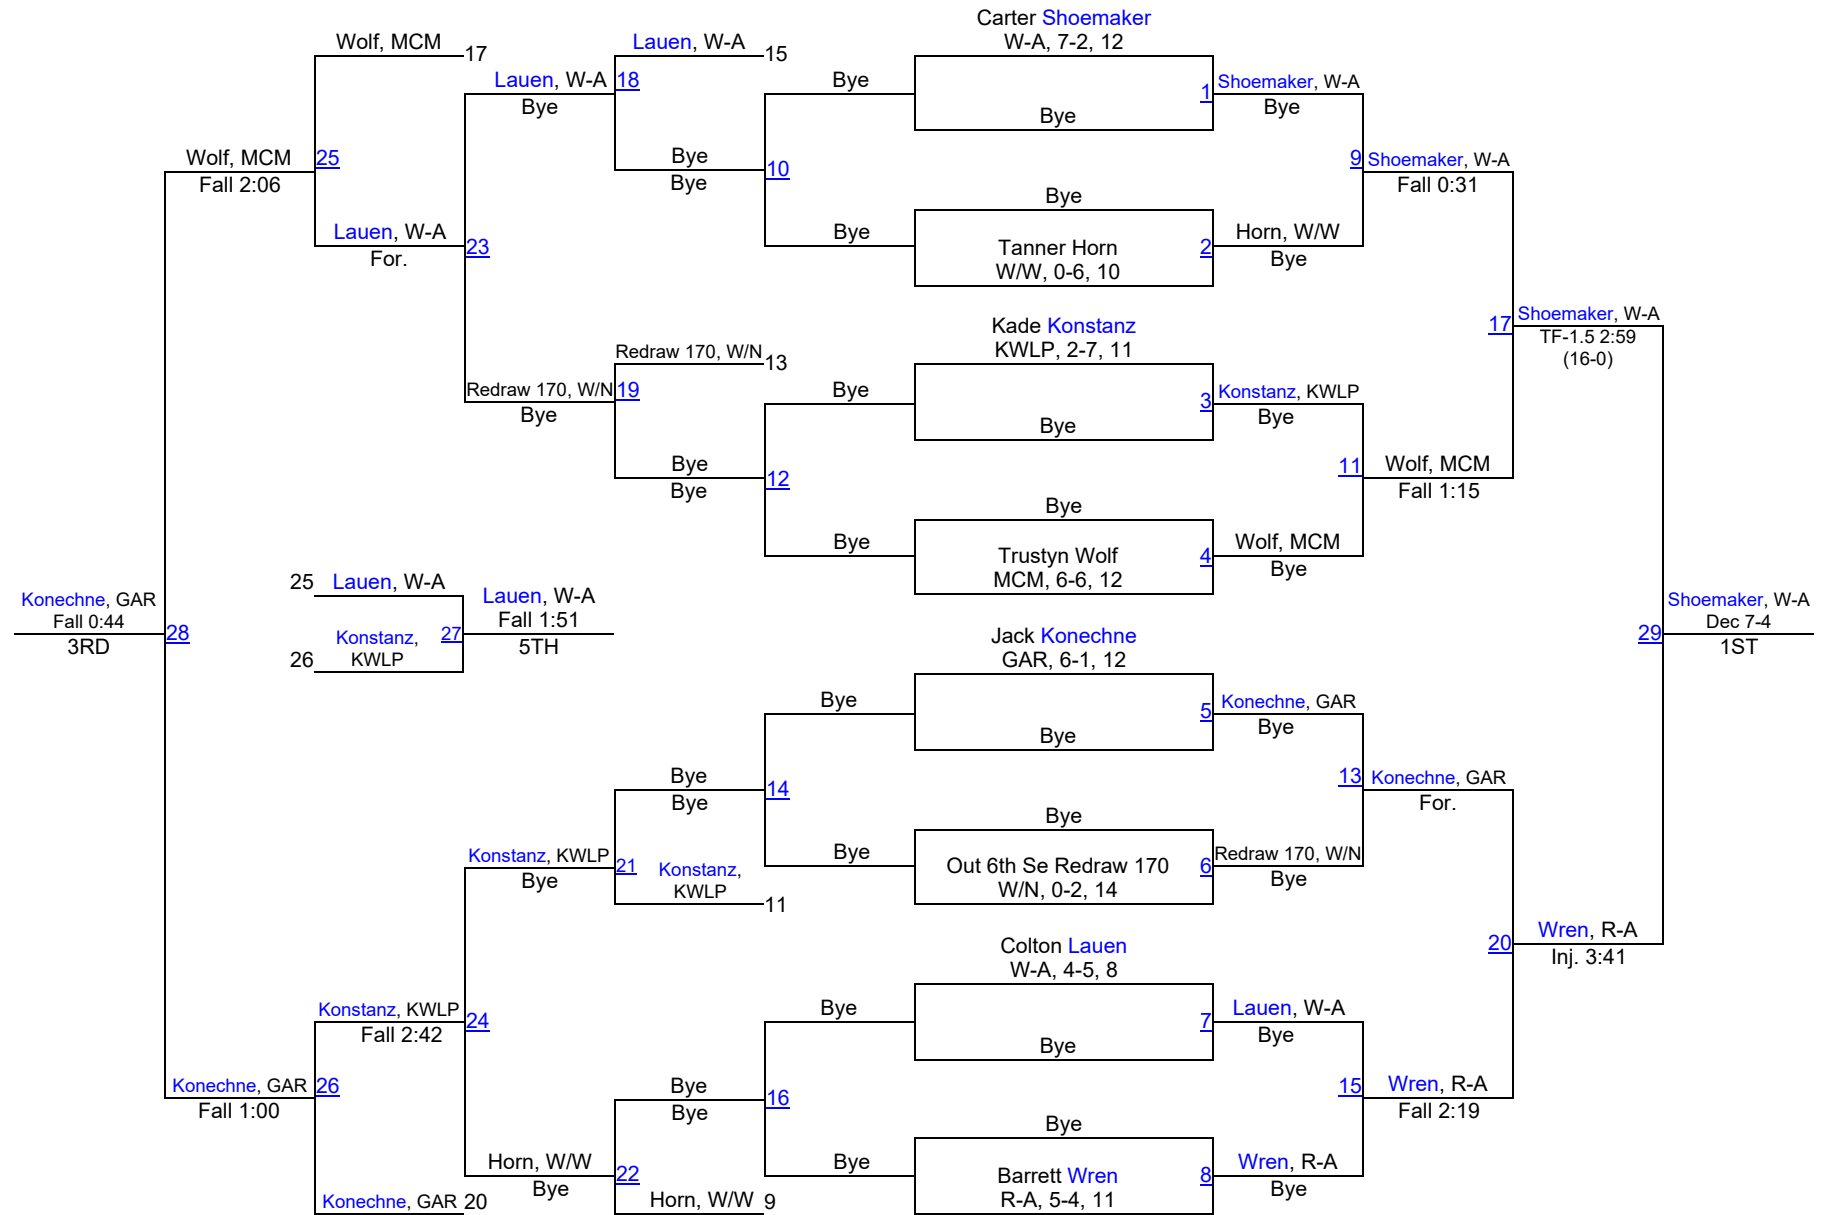 Carter Shoemaker
W-A, 7-2, 12
Wolf, MCM
17
Lauen, W-A
15
Lauen, W-A
18
Bye
Bye
Bye
1
Shoemaker, W-A
Bye
Wolf, MCM
25
Fall 2:06
Bye
10
Bye
9
Shoemaker, W-A
Fall 0:31
Bye
Lauen, W-A
For.
23
Bye
Tanner Horn
W/W, 0-6, 10
2
Horn, W/W
Bye
Kade Konstanz
KWLP, 2-7, 11
17
Shoemaker, W-A
TF-1.5 2:59
(16-0)
Redraw 170, W/N
13
Redraw 170, W/N
19
Bye
Bye
Bye
3
Konstanz, KWLP
Bye
Bye
12
Bye
11
Wolf, MCM
Fall 1:15
Bye
Bye
Trustyn Wolf
MCM, 6-6, 12
4
Wolf, MCM
Bye
25
Lauen, W-A
Konechne, GAR
Fall 0:44
3RD
28
Konstanz,
KWLP
26
27
Lauen, W-A
Fall 1:51
5TH
Shoemaker, W-A
29
Dec 7-4
1ST
Jack Konechne
GAR, 6-1, 12
Bye
Bye
5
Konechne, GAR
Bye
Bye
14
Bye
13
Konechne, GAR
For.
Bye
Konstanz, KWLP
21
Bye
Konstanz,
KWLP
11
Bye
Out 6th Se Redraw 170
W/N, 0-2, 14
6
Redraw 170, W/N
Bye
20
Wren, R-A
Inj. 3:41
Colton Lauen
W-A, 4-5, 8
Konstanz, KWLP
24
Fall 2:42
Bye
Bye
7
Lauen, W-A
Bye
Konechne, GAR
26
Fall 1:00
Bye
16
Bye
15
Wren, R-A
Fall 2:19
Bye
Horn, W/W
22
Bye
Bye
Barrett Wren
R-A, 5-4, 11
8
Wren, R-A
Bye
Konechne, GAR
20
Horn, W/W
9